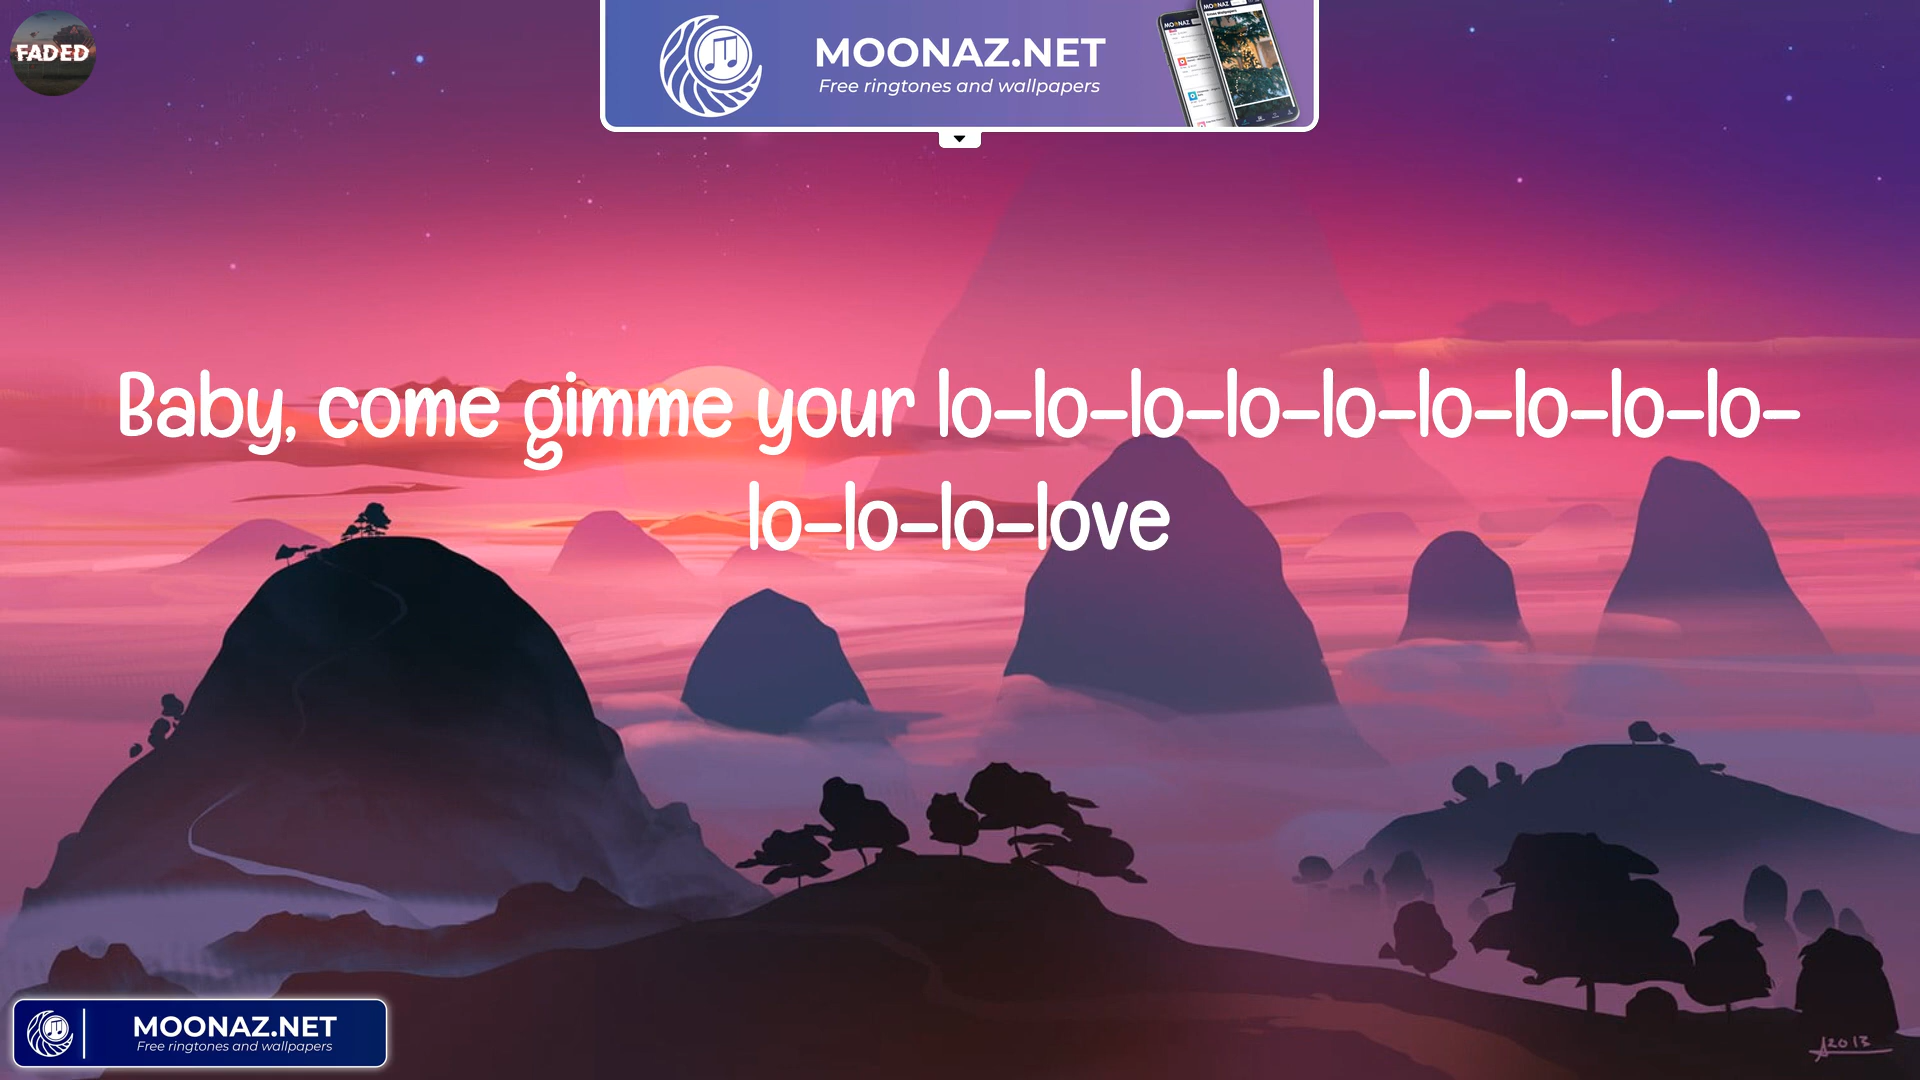 FADED
MOONAZ.NET
Free ringtones and wallpapers
Baby, come gimme your lo-lo-lo-lo-lo-lo-lo-lo-lo-
lo-lo-lo-love
MOONAZ.NET
Free ringtones and wallpapers
2013